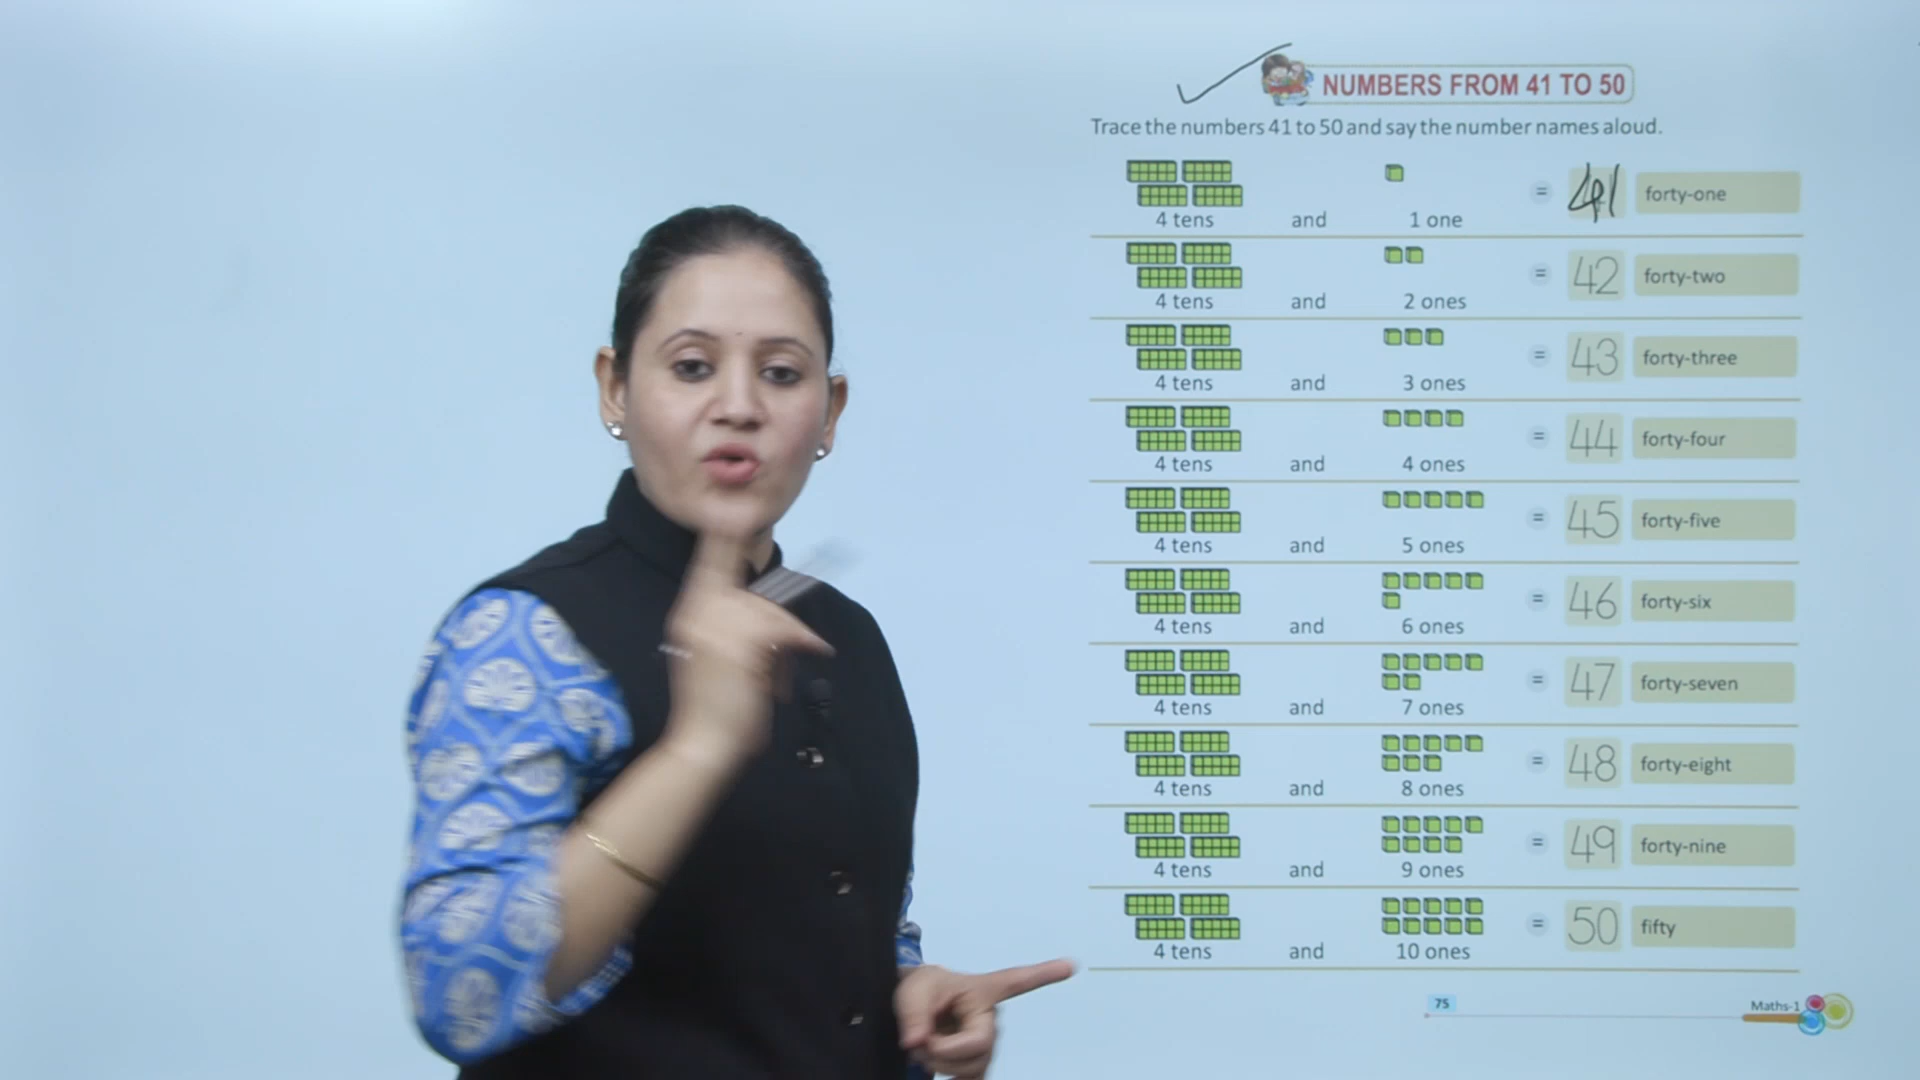 NUMBERS FROM 41 TO 50
Trace the numbers 41 to 50 and say the number names aloud.
4 tens and 1 one = 41 forty-one
4 tens and 2 ones = 42 forty-two
4 tens and 3 ones = 43 forty-three
4 tens and 4 ones = 44 forty-four
4 tens and 5 ones = 45 forty-five
4 tens and 6 ones = 46 forty-six
4 tens and 7 ones = 47 forty-seven
4 tens and 8 ones = 48 forty-eight
4 tens and 9 ones = 49 forty-nine
4 tens and 10 ones = 50 fifty
75
Maths-1